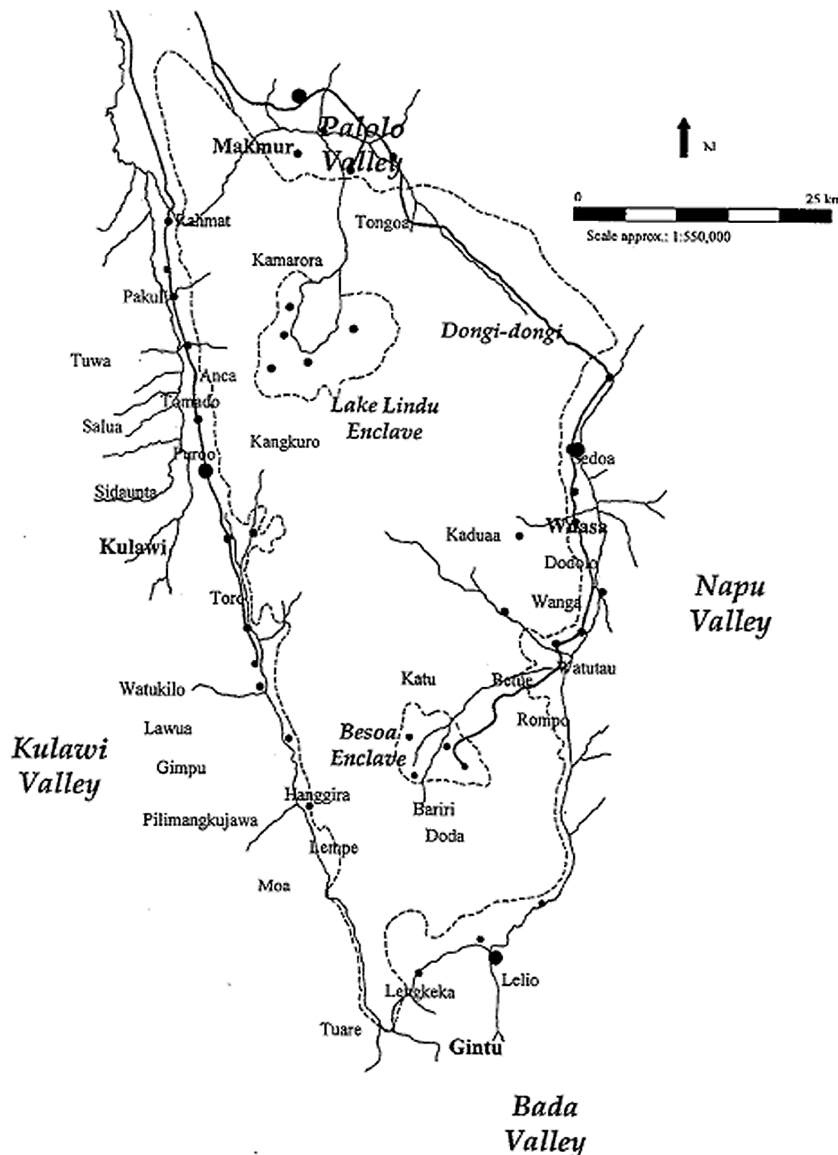 Palolo
Makmur
Valley
N
0
25 km
Scale approx.: 1:550,000
Rahmat
Tongoa
Kamarora
Pakuli
Dongi-dongi
Tuwa
Anca
Tomado
Lake Lindu
Enclave
Salua
Kangkuro
Puroo
Sedoa
Sidaunta
Kulawi
Kaduaa
Wuasa
Dodolo
Napu
Valley
Toro
Wanga
Watutau
Betue
Katu
Watukilo
Rompo
Lawua
Besoa
Enclave
Kulawi
Valley
Gimpu
Hanggira
Bariri
Pilimangkujawa
Doda
Lempe
Moa
Lelio
Lengkeka
Tuare
Gintu
Bada
Valley